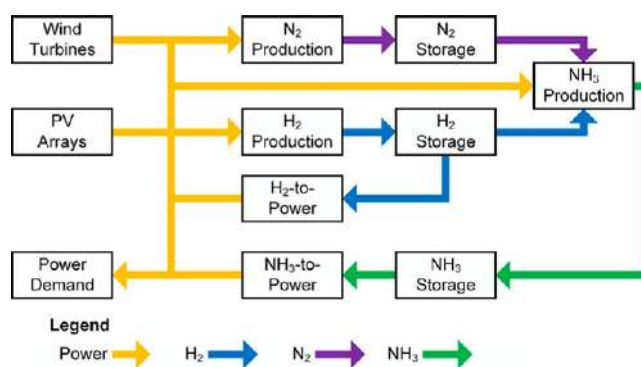 Wind
Turbines
N₂
Production
N₂
Storage
NH₃
Production
PV
Arrays
H₂
Production
H₂
Storage
H₂-to-
Power
Power
Demand
NH₃-to-
Power
NH₃
Storage
Legend
Power H₂ N₂ NH₃